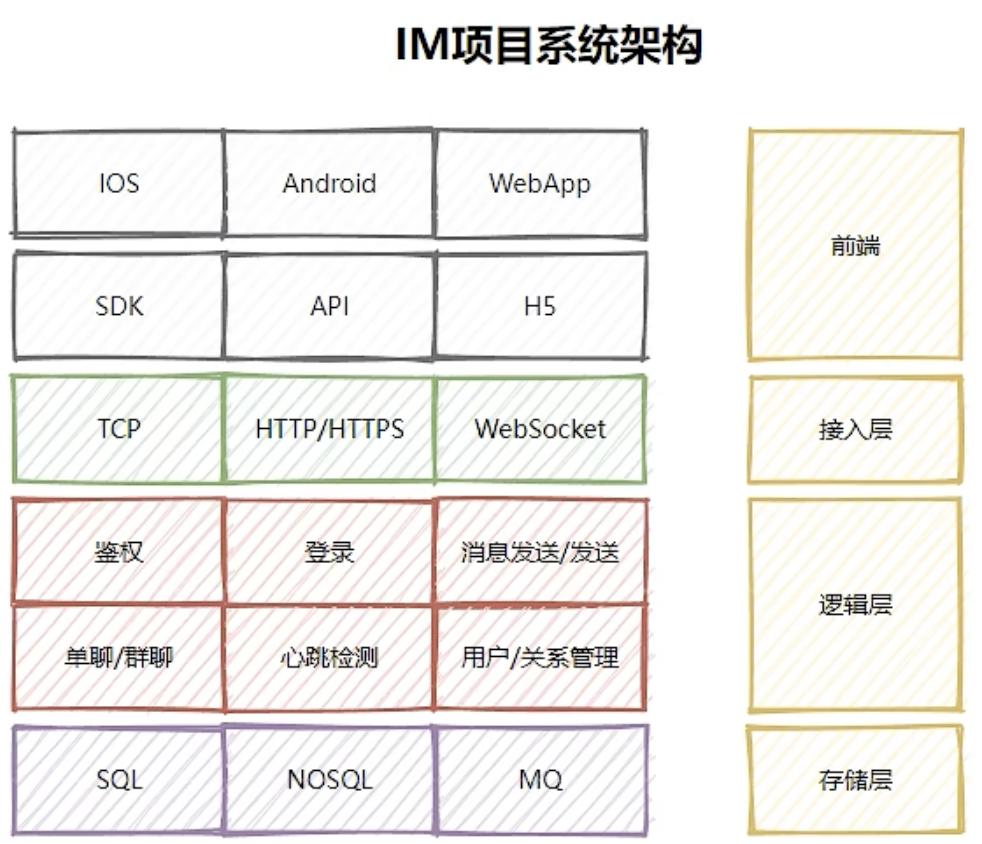 IM项目系统架构
IOS
Android
WebApp
前端
SDK
API
H5
TCP
HTTP/HTTPS
WebSocket
接入层
鉴权
登录
消息发送/发送
逻辑层
单聊/群聊
心跳检测
用户/关系管理
SQL
NOSQL
MQ
存储层